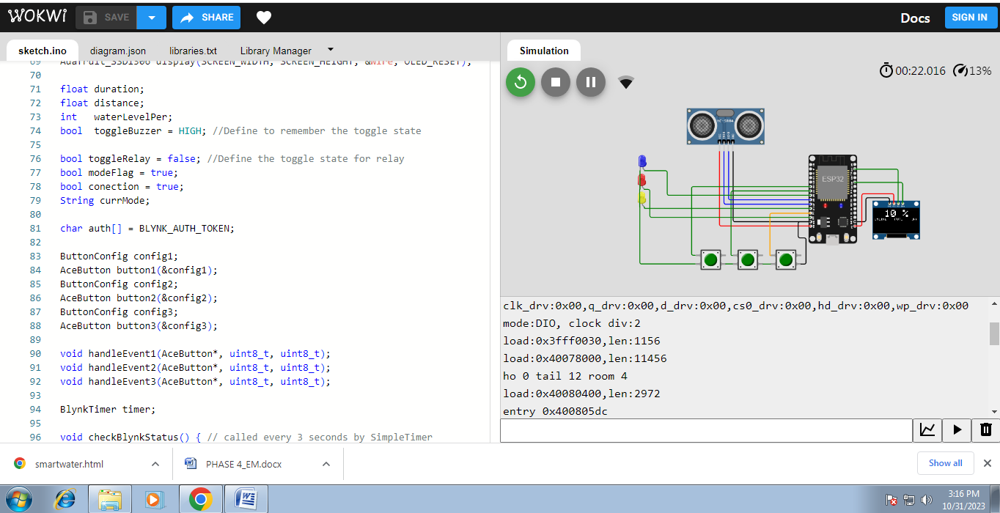 WOKWI SAVE SHARE Docs SIGN IN
sketch.ino diagram.json libraries.txt Library Manager
Simulation
00:22.016 13%
69 Adafruit_SSD1306 display(SCREEN_WIDTH, SCREEN_HEIGHT, &Wire, OLED_RESET);
70
71 float duration;
72 float distance;
73 int   waterLevelPer;
74 bool  toggleBuzzer = HIGH; //Define to remember the toggle state
75
76 bool toggleRelay = false; //Define the toggle state for relay
77 bool modeFlag = true;
78 bool conection = true;
79 String currMode;
80
81 char auth[] = BLYNK_AUTH_TOKEN;
82
83 ButtonConfig config1;
84 AceButton button1(&config1);
85 ButtonConfig config2;
86 AceButton button2(&config2);
87 ButtonConfig config3;
88 AceButton button3(&config3);
89
90 void handleEvent1(AceButton*, uint8_t, uint8_t);
91 void handleEvent2(AceButton*, uint8_t, uint8_t);
92 void handleEvent3(AceButton*, uint8_t, uint8_t);
93
94 BlynkTimer timer;
95
96 void checkBlynkStatus() { // called every 3 seconds by SimpleTimer
HC-SR04
ESP32
10 %
clk_drv:0x00,q_drv:0x00,d_drv:0x00,cs0_drv:0x00,hd_drv:0x00,wp_drv:0x00
mode:DIO, clock div:2
load:0x3fff0030,len:1156
load:0x40078000,len:11456
ho 0 tail 12 room 4
load:0x40080400,len:2972
entry 0x400805dc
smartwater.html PHASE 4_EM.docx Show all
3:16 PM
10/31/2023